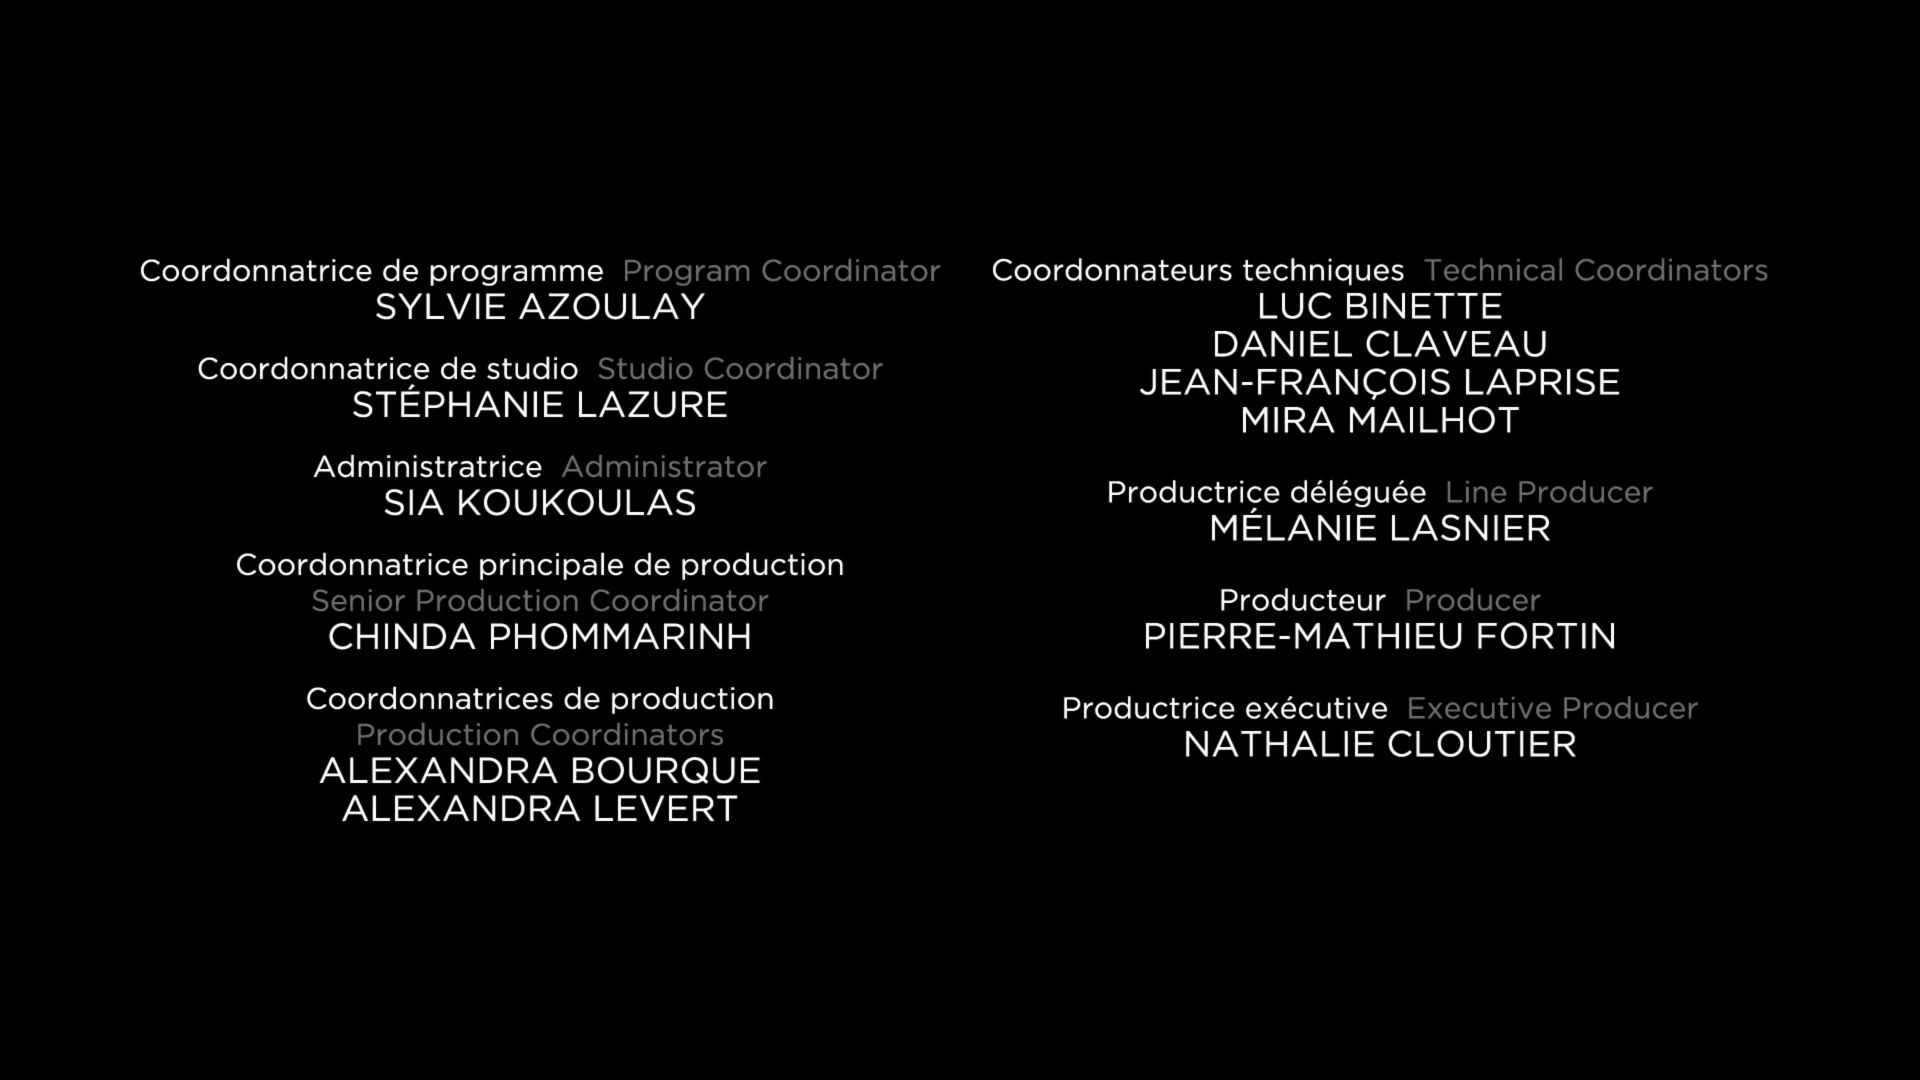 Coordonnatrice de programme Program Coordinator
SYLVIE AZOULAY
Coordonnatrice de studio Studio Coordinator
STÉPHANIE LAZURE
Administratrice Administrator
SIA KOUKOULAS
Coordonnatrice principale de production
Senior Production Coordinator
CHINDA PHOMMARINH
Coordonnatrices de production
Production Coordinators
ALEXANDRA BOURQUE
ALEXANDRA LEVERT
Coordonnateurs techniques Technical Coordinators
LUC BINETTE
DANIEL CLAVEAU
JEAN-FRANÇOIS LAPRISE
MIRA MAILHOT
Productrice déléguée Line Producer
MÉLANIE LASNIER
Producteur Producer
PIERRE-MATHIEU FORTIN
Productrice exécutive Executive Producer
NATHALIE CLOUTIER